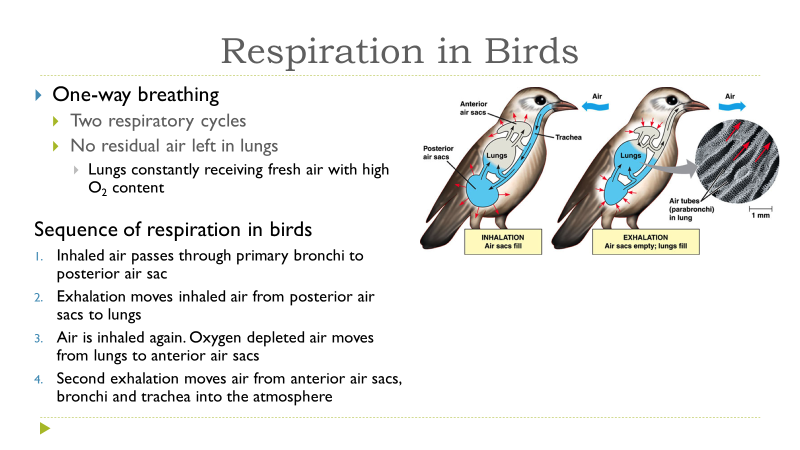 Respiration in Birds
One-way breathing
Two respiratory cycles
No residual air left in lungs
Lungs constantly receiving fresh air with high
O2 content
Sequence of respiration in birds
1. Inhaled air passes through primary bronchi to
posterior air sac
2. Exhalation moves inhaled air from posterior air
sacs to lungs
3. Air is inhaled again. Oxygen depleted air moves
from lungs to anterior air sacs
4. Second exhalation moves air from anterior air sacs,
bronchi and trachea into the atmosphere
Anterior
air sacs
Air
Trachea
Posterior
air sacs
Lungs
INHALATION
Air sacs fill
Air
Lungs
Air tubes
(parabronchi)
in lung
1 mm
EXHALATION
Air sacs empty; lungs fill